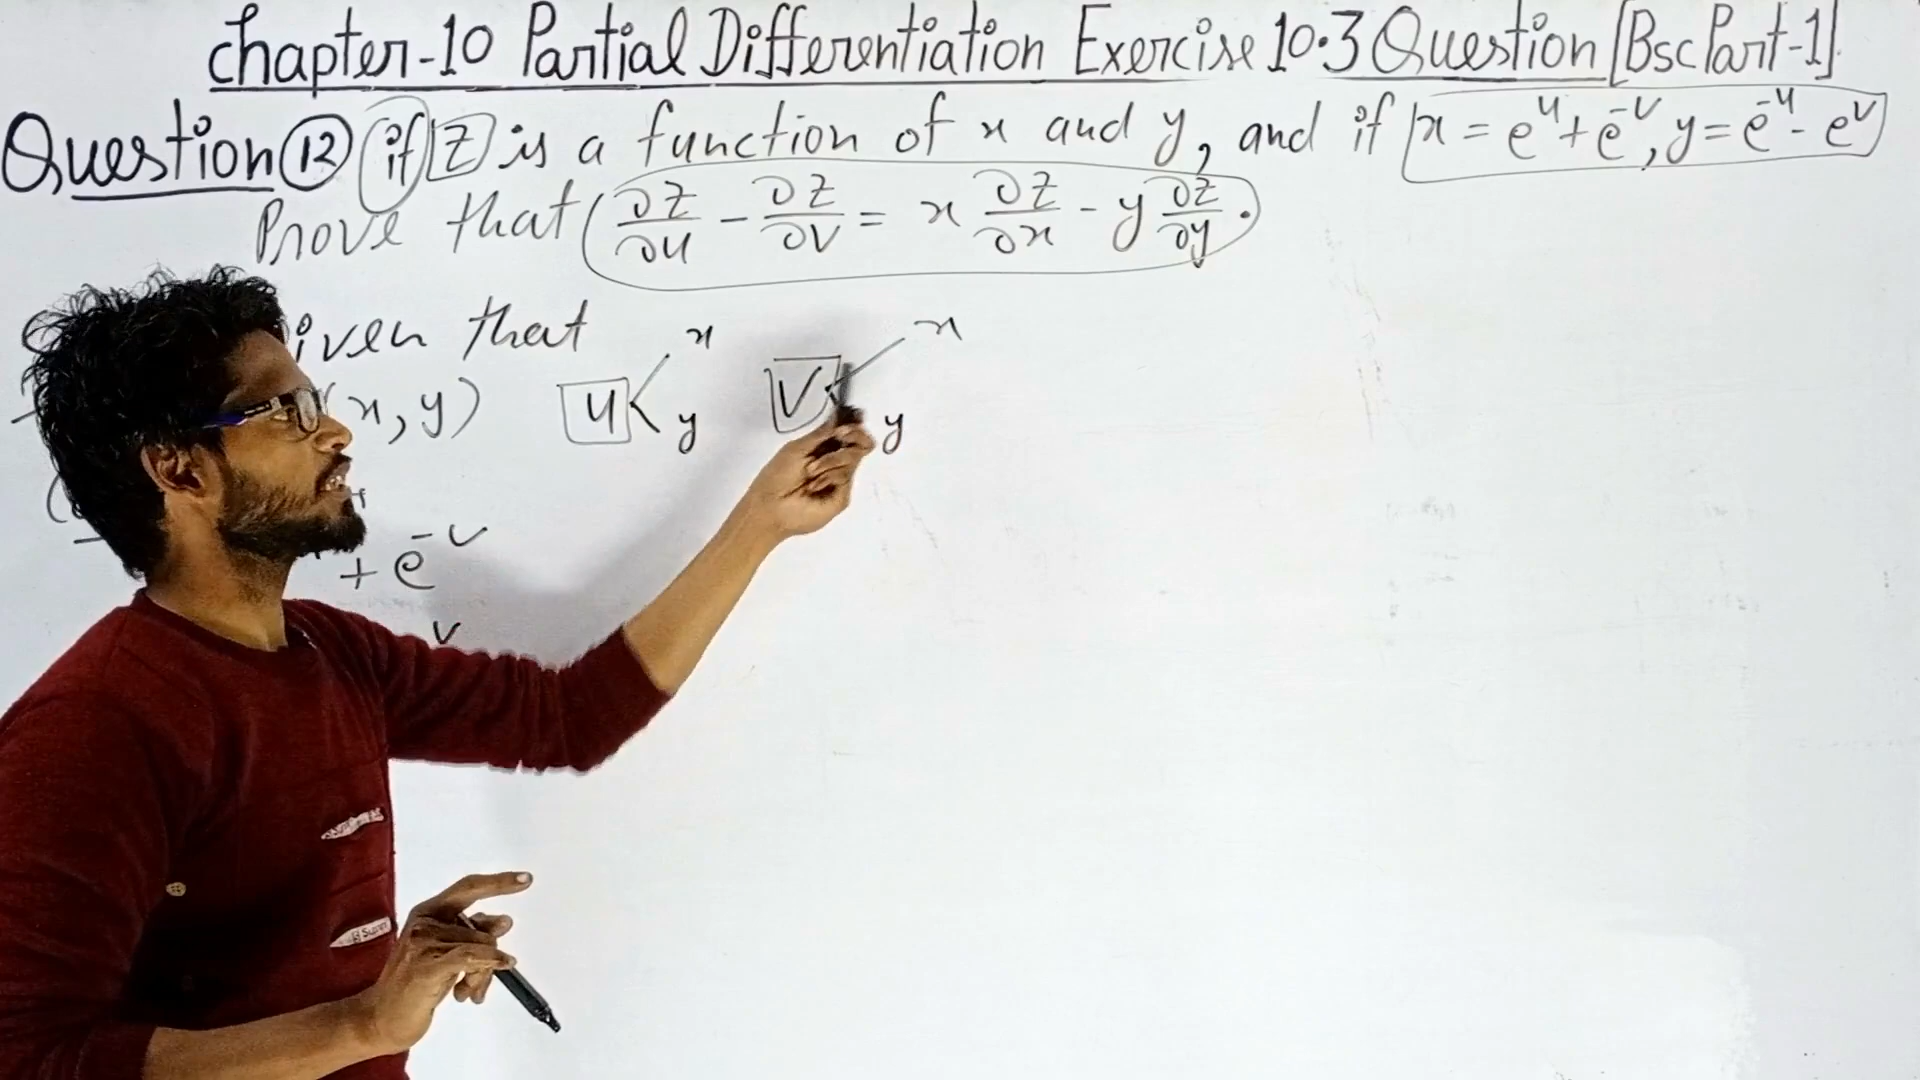 Chapter-10 Partial Differentiation Exercise 10.3 Question [Bsc Part-1]
Question 12 if Z is a function of x and y, and if x = e^u + e^-v, y = e^-u - e^v
Prove that ∂z/∂u - ∂z/∂v = x ∂z/∂x - y ∂z/∂y.
iven that
x, y) u < x y v < x y
+ e^-v
v